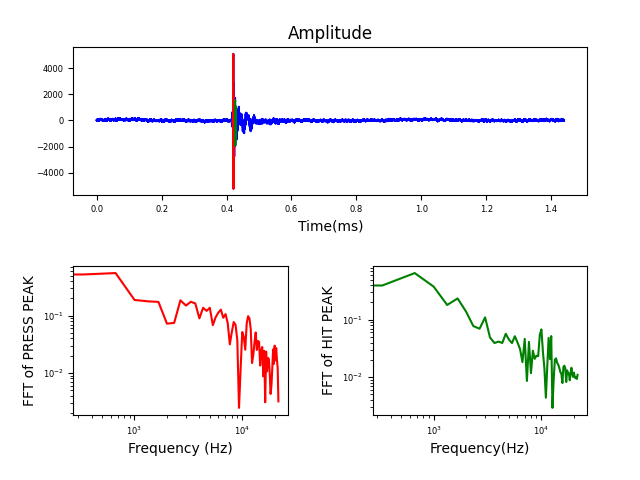 Amplitude
4000
2000
0
−2000
−4000
0.0 0.2 0.4 0.6 0.8 1.0 1.2 1.4
Time(ms)
FFT of PRESS PEAK
10⁻¹
10⁻²
10³ 10⁴
Frequency (Hz)
FFT of HIT PEAK
10⁻¹
10⁻²
10³ 10⁴
Frequency(Hz)